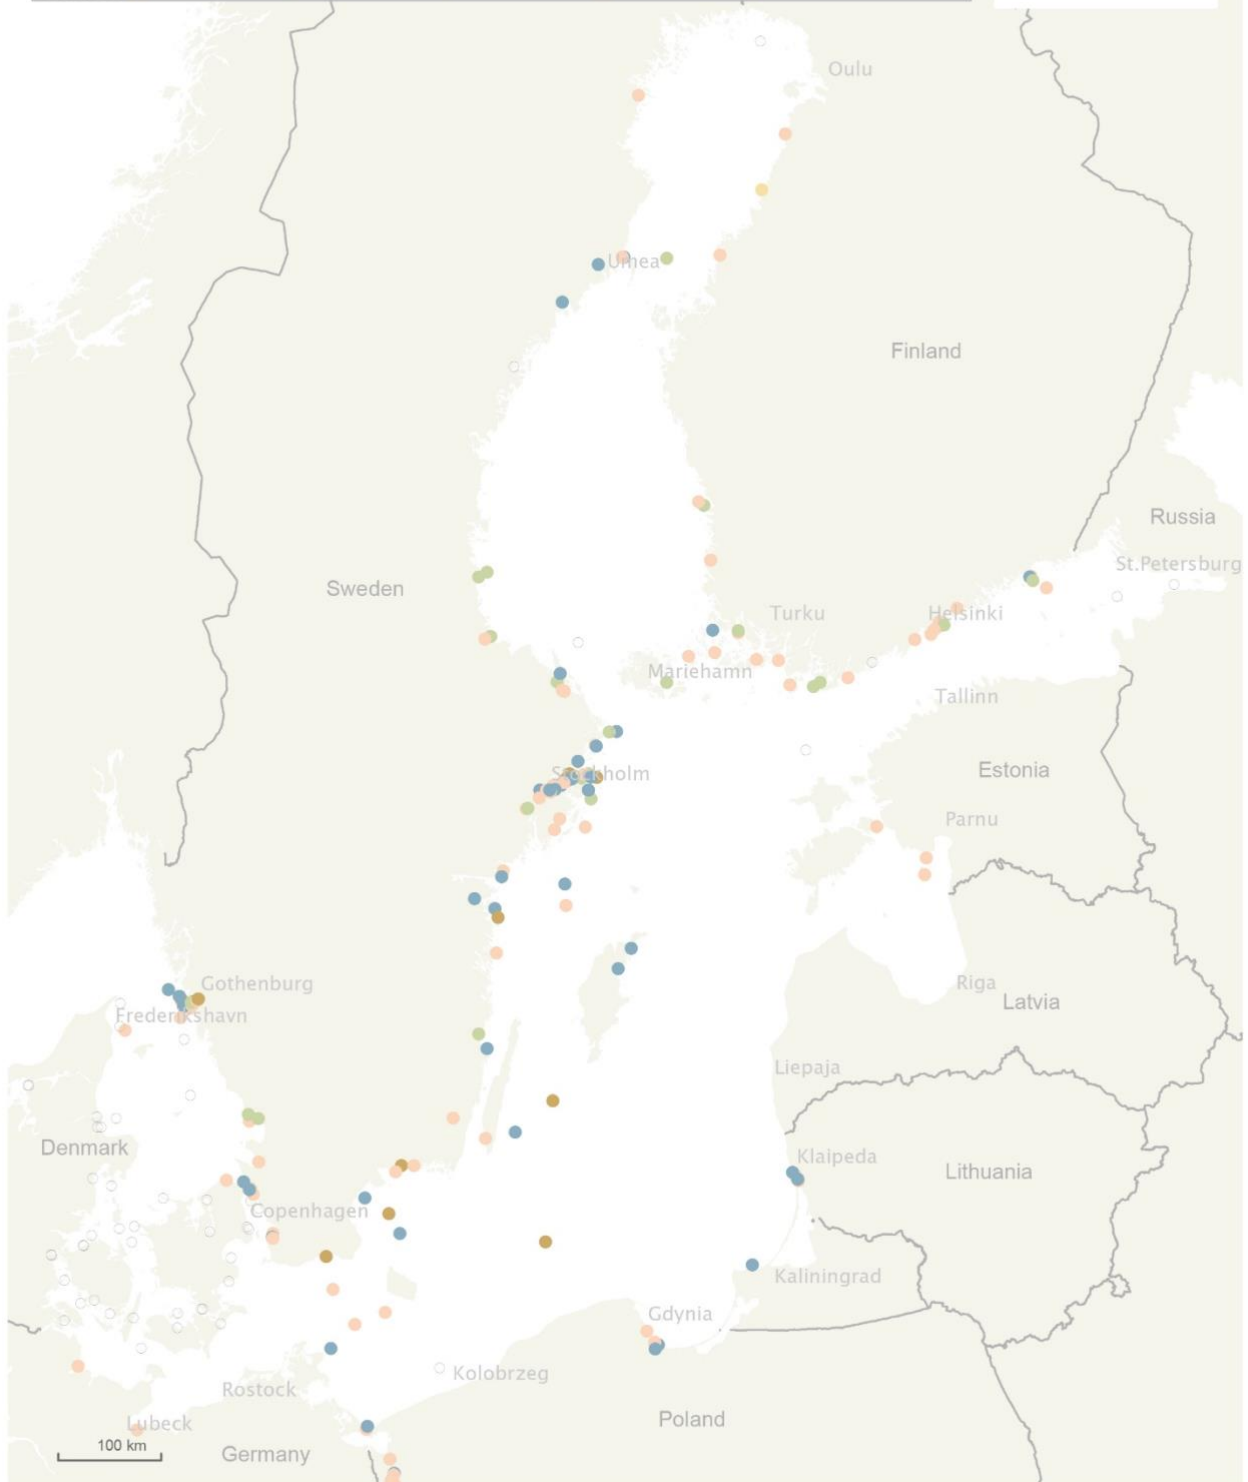 Oulu
Umea
Finland
Russia
St.Petersburg
Sweden
Turku
Helsinki
Mariehamn
Tallinn
Stockholm
Estonia
Parnu
Gothenburg
Riga
Latvia
Frederikshavn
Liepaja
Denmark
Klaipeda
Lithuania
Copenhagen
Kaliningrad
Gdynia
Kolobrzeg
Rostock
Lubeck
Poland
100 km
Germany